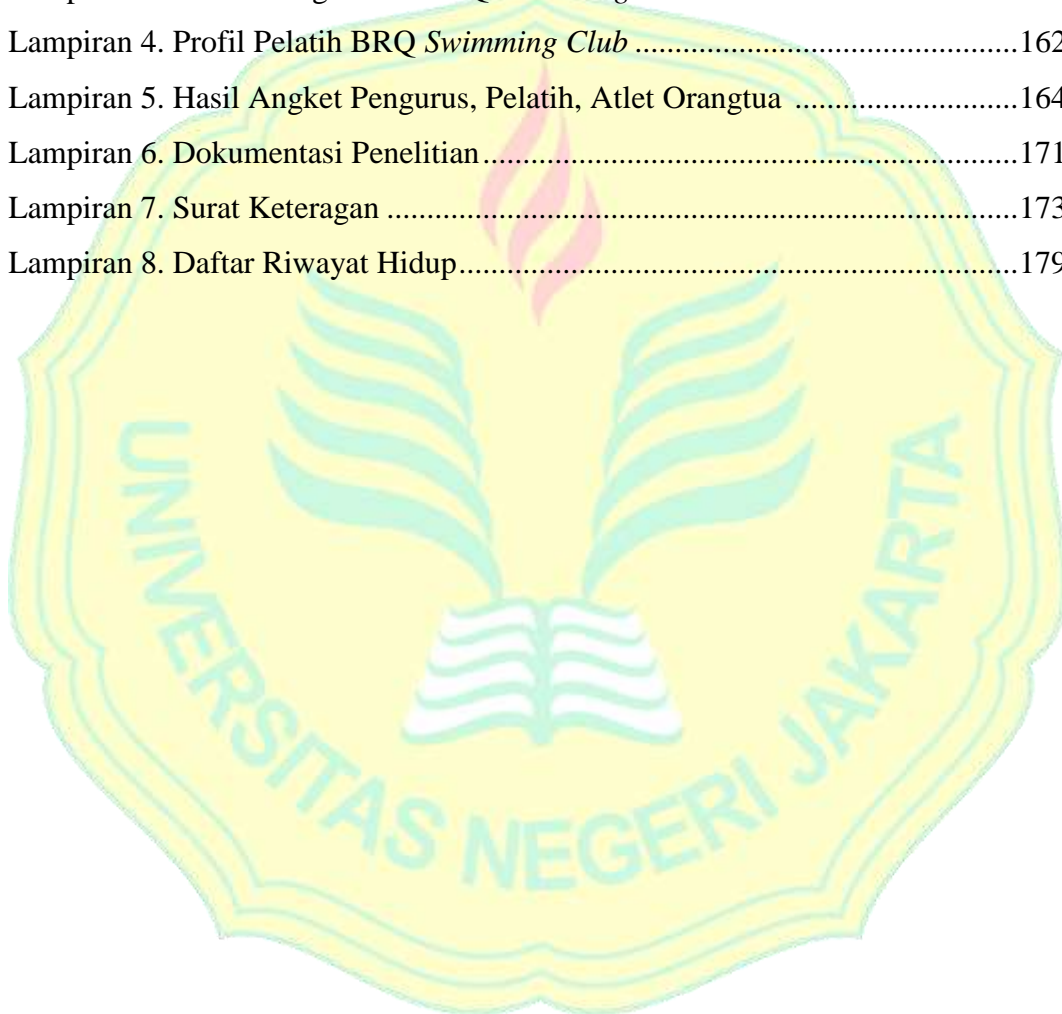 Lampiran 4. Profil Pelatih BRQ Swimming Club ............................................162
Lampiran 5. Hasil Angket Pengurus, Pelatih, Atlet Orangtua ..........................164
Lampiran 6. Dokumentasi Penelitian..............................................................171
Lampiran 7. Surat Keteragan .........................................................................173
Lampiran 8. Daftar Riwayat Hidup.................................................................179
UNIVERSITAS NEGERI JAKARTA